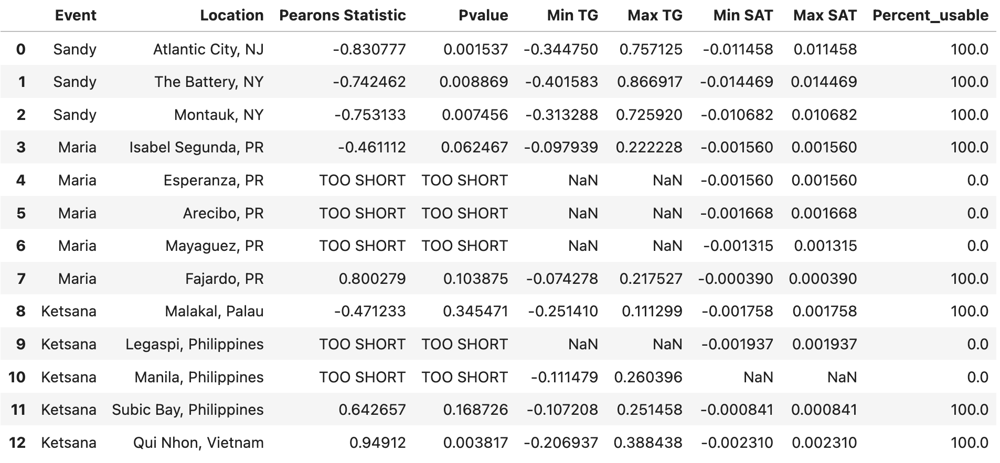 Event Location Pearons Statistic Pvalue Min TG Max TG Min SAT Max SAT Percent_usable
0 Sandy Atlantic City, NJ -0.830777 0.001537 -0.344750 0.757125 -0.011458 0.011458 100.0
1 Sandy The Battery, NY -0.742462 0.008869 -0.401583 0.866917 -0.014469 0.014469 100.0
2 Sandy Montauk, NY -0.753133 0.007456 -0.313288 0.725920 -0.010682 0.010682 100.0
3 Maria Isabel Segunda, PR -0.461112 0.062467 -0.097939 0.222228 -0.001560 0.001560 100.0
4 Maria Esperanza, PR TOO SHORT TOO SHORT NaN NaN -0.001560 0.001560 0.0
5 Maria Arecibo, PR TOO SHORT TOO SHORT NaN NaN -0.001668 0.001668 0.0
6 Maria Mayaguez, PR TOO SHORT TOO SHORT NaN NaN -0.001315 0.001315 0.0
7 Maria Fajardo, PR 0.800279 0.103875 -0.074278 0.217527 -0.000390 0.000390 100.0
8 Ketsana Malakal, Palau -0.471233 0.345471 -0.251410 0.111299 -0.001758 0.001758 100.0
9 Ketsana Legaspi, Philippines TOO SHORT TOO SHORT NaN NaN -0.001937 0.001937 0.0
10 Ketsana Manila, Philippines TOO SHORT TOO SHORT -0.111479 0.260396 NaN NaN 0.0
11 Ketsana Subic Bay, Philippines 0.642657 0.168726 -0.107208 0.251458 -0.000841 0.000841 100.0
12 Ketsana Qui Nhon, Vietnam 0.94912 0.003817 -0.206937 0.388438 -0.002310 0.002310 100.0